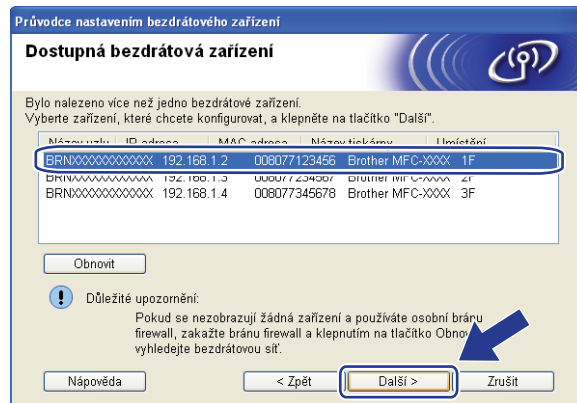 Průvodce nastavením bezdrátového zařízení
Dostupná bezdrátová zařízení
Bylo nalezeno více než jedno bezdrátové zařízení.
Vyberte zařízení, které chcete konfigurovat, a klepněte na tlačítko "Další".
Název uzlu IP adresa MAC adresa Název tiskárny Umístění
BRNXXXXXXXXXXXX 192.168.1.2 008077123456 Brother MFC-XXXX 1F
BRNXXXXXXXXXXXX 192.168.1.3 008077234567 Brother MFC-XXXX 2F
BRNXXXXXXXXXXXX 192.168.1.4 008077345678 Brother MFC-XXXX 3F
Obnovit
Důležité upozornění:
Pokud se nezobrazují žádná zařízení a používáte osobní bránu
firewall, zakažte bránu firewall a klepnutím na tlačítko Obnov
vyhledejte bezdrátovou síť.
Nápověda < Zpět Další > Zrušit